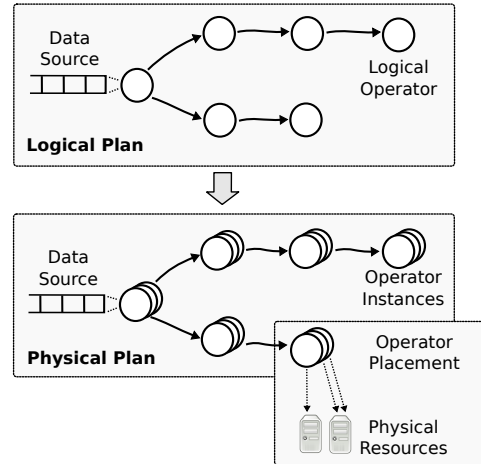 Data
Source
Logical
Operator
Logical Plan
Data
Source
Operator
Instances
Physical Plan
Operator
Placement
Physical
Resources